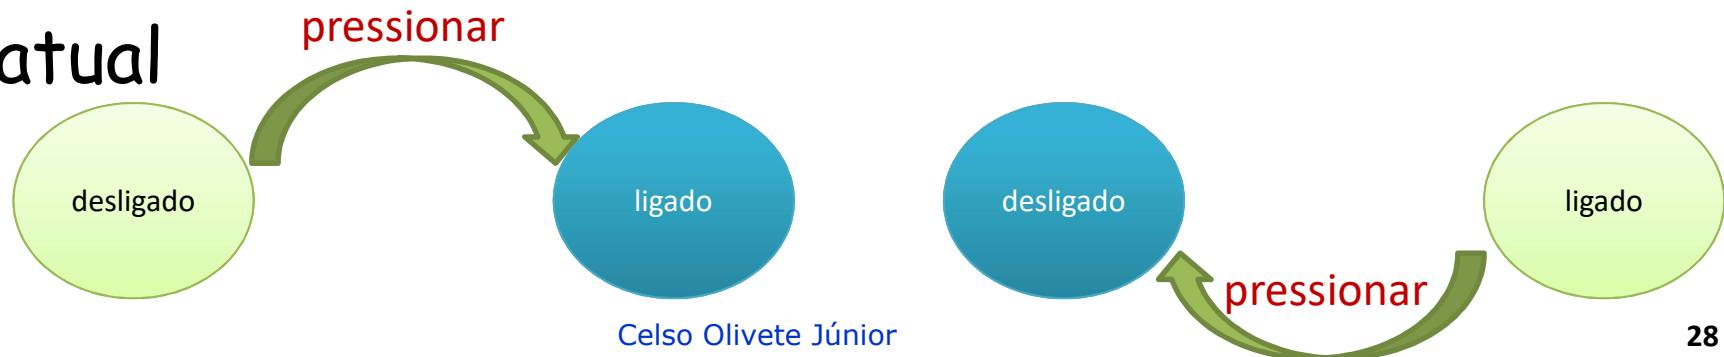 atual
pressionar
desligado
ligado
desligado
ligado
pressionar
Celso Olivete Júnior
28